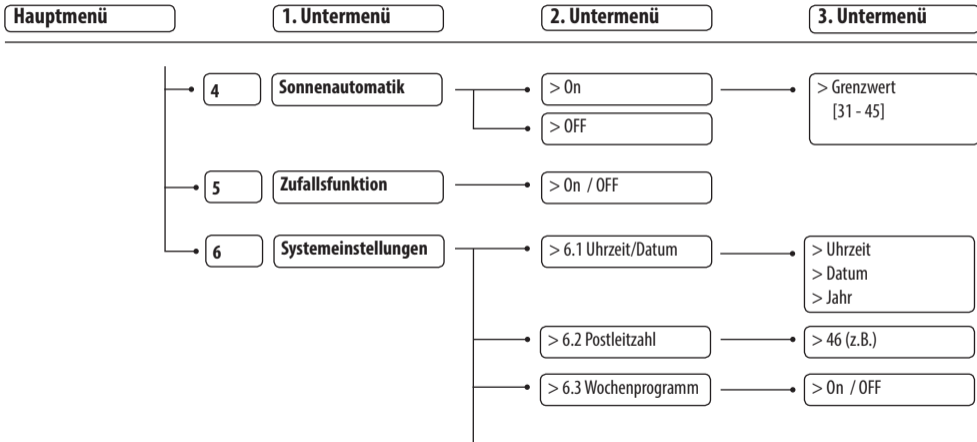 Hauptmenü 1. Untermenü 2. Untermenü 3. Untermenü
4 Sonnenautomatik > On > Grenzwert
[31 - 45]
> OFF
5 Zufallsfunktion > On / OFF
6 Systemeinstellungen > 6.1 Uhrzeit/Datum > Uhrzeit
> Datum
> Jahr
> 6.2 Postleitzahl > 46 (z.B.)
> 6.3 Wochenprogramm > On / OFF